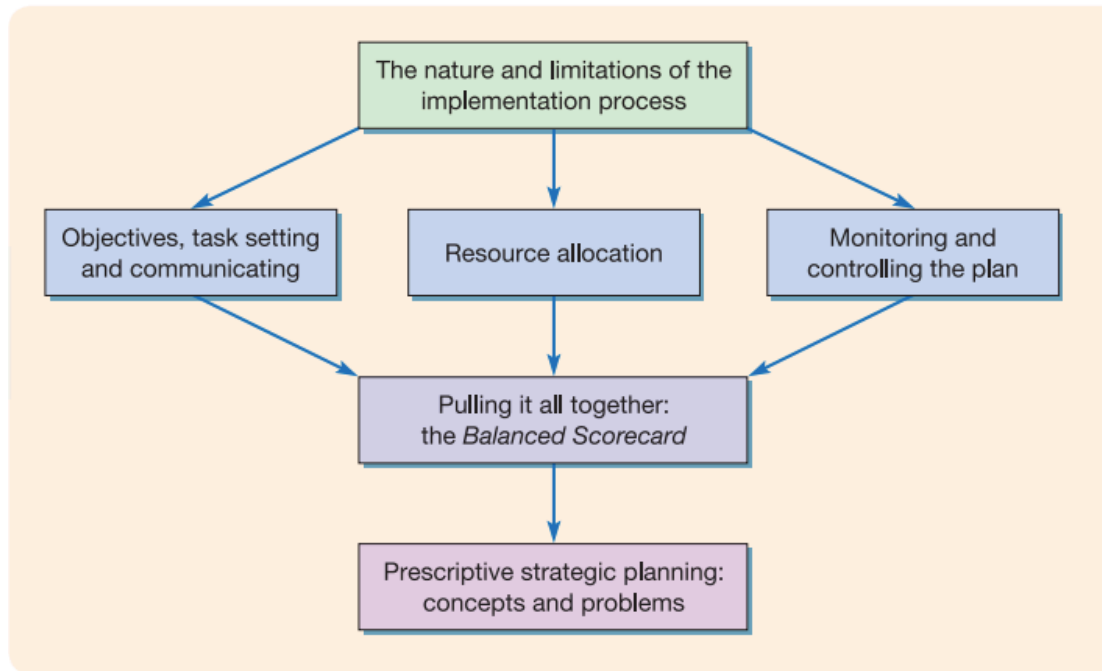 The nature and limitations of the
implementation process
Objectives, task setting
and communicating
Resource allocation
Monitoring and
controlling the plan
Pulling it all together:
the Balanced Scorecard
Prescriptive strategic planning:
concepts and problems